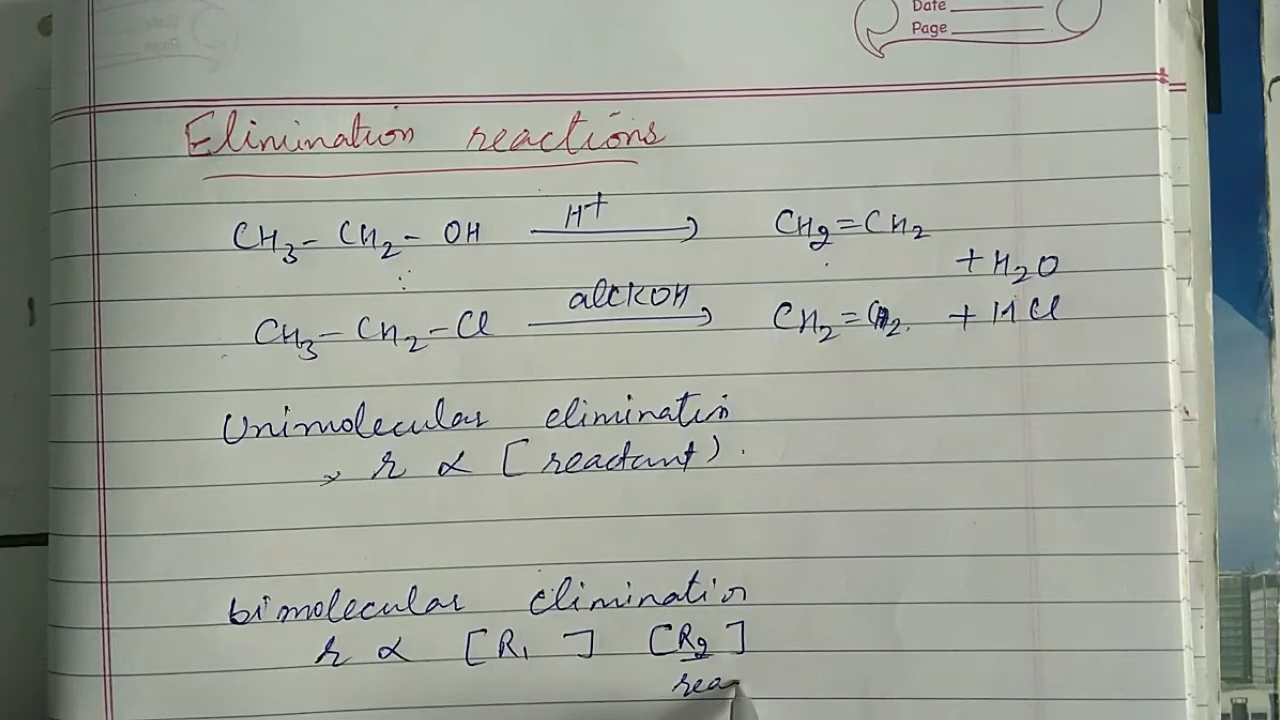 Date
Page
Elimination reactions
CH3 – CH2 – OH H+ → CH2 = CH2
+ H2O
CH3 – CH2 – Cl alcKOH → CH2 = CH2. + HCl
Unimolecular elimination
r ∝ [reactant).
bimolecular elimination
r ∝ [R1 ] [R2]
rea